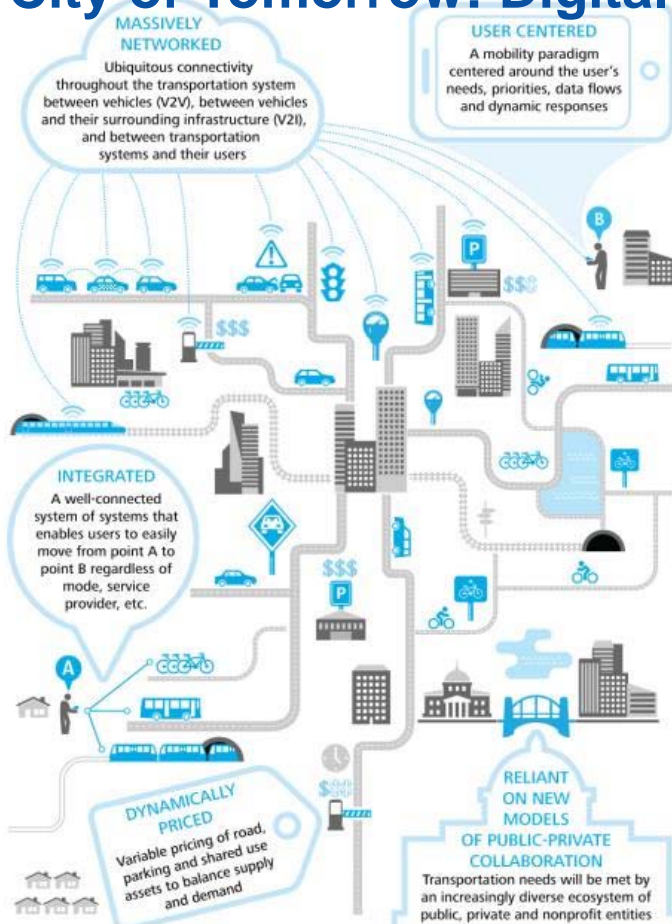 City of Tomorrow: Digital
MASSIVELY
NETWORKED
Ubiquitous connectivity
throughout the transportation system
between vehicles (V2V), between vehicles
and their surrounding infrastructure (V2I),
and between transportation
systems and their users
USER CENTERED
A mobility paradigm
centered around the user's
needs, priorities, data flows
and dynamic responses
B
P
$$$
$$$
INTEGRATED
A well-connected
system of systems that
enables users to easily
move from point A to
point B regardless of
mode, service
provider, etc.
$$$
P
A
$$$
DYNAMICALLY
PRICED
Variable pricing of road,
parking and shared use
assets to balance supply
and demand
RELIANT
ON NEW
MODELS
OF PUBLIC-PRIVATE
COLLABORATION
Transportation needs will be met by
an increasingly diverse ecosystem of
public, private and nonprofit entities